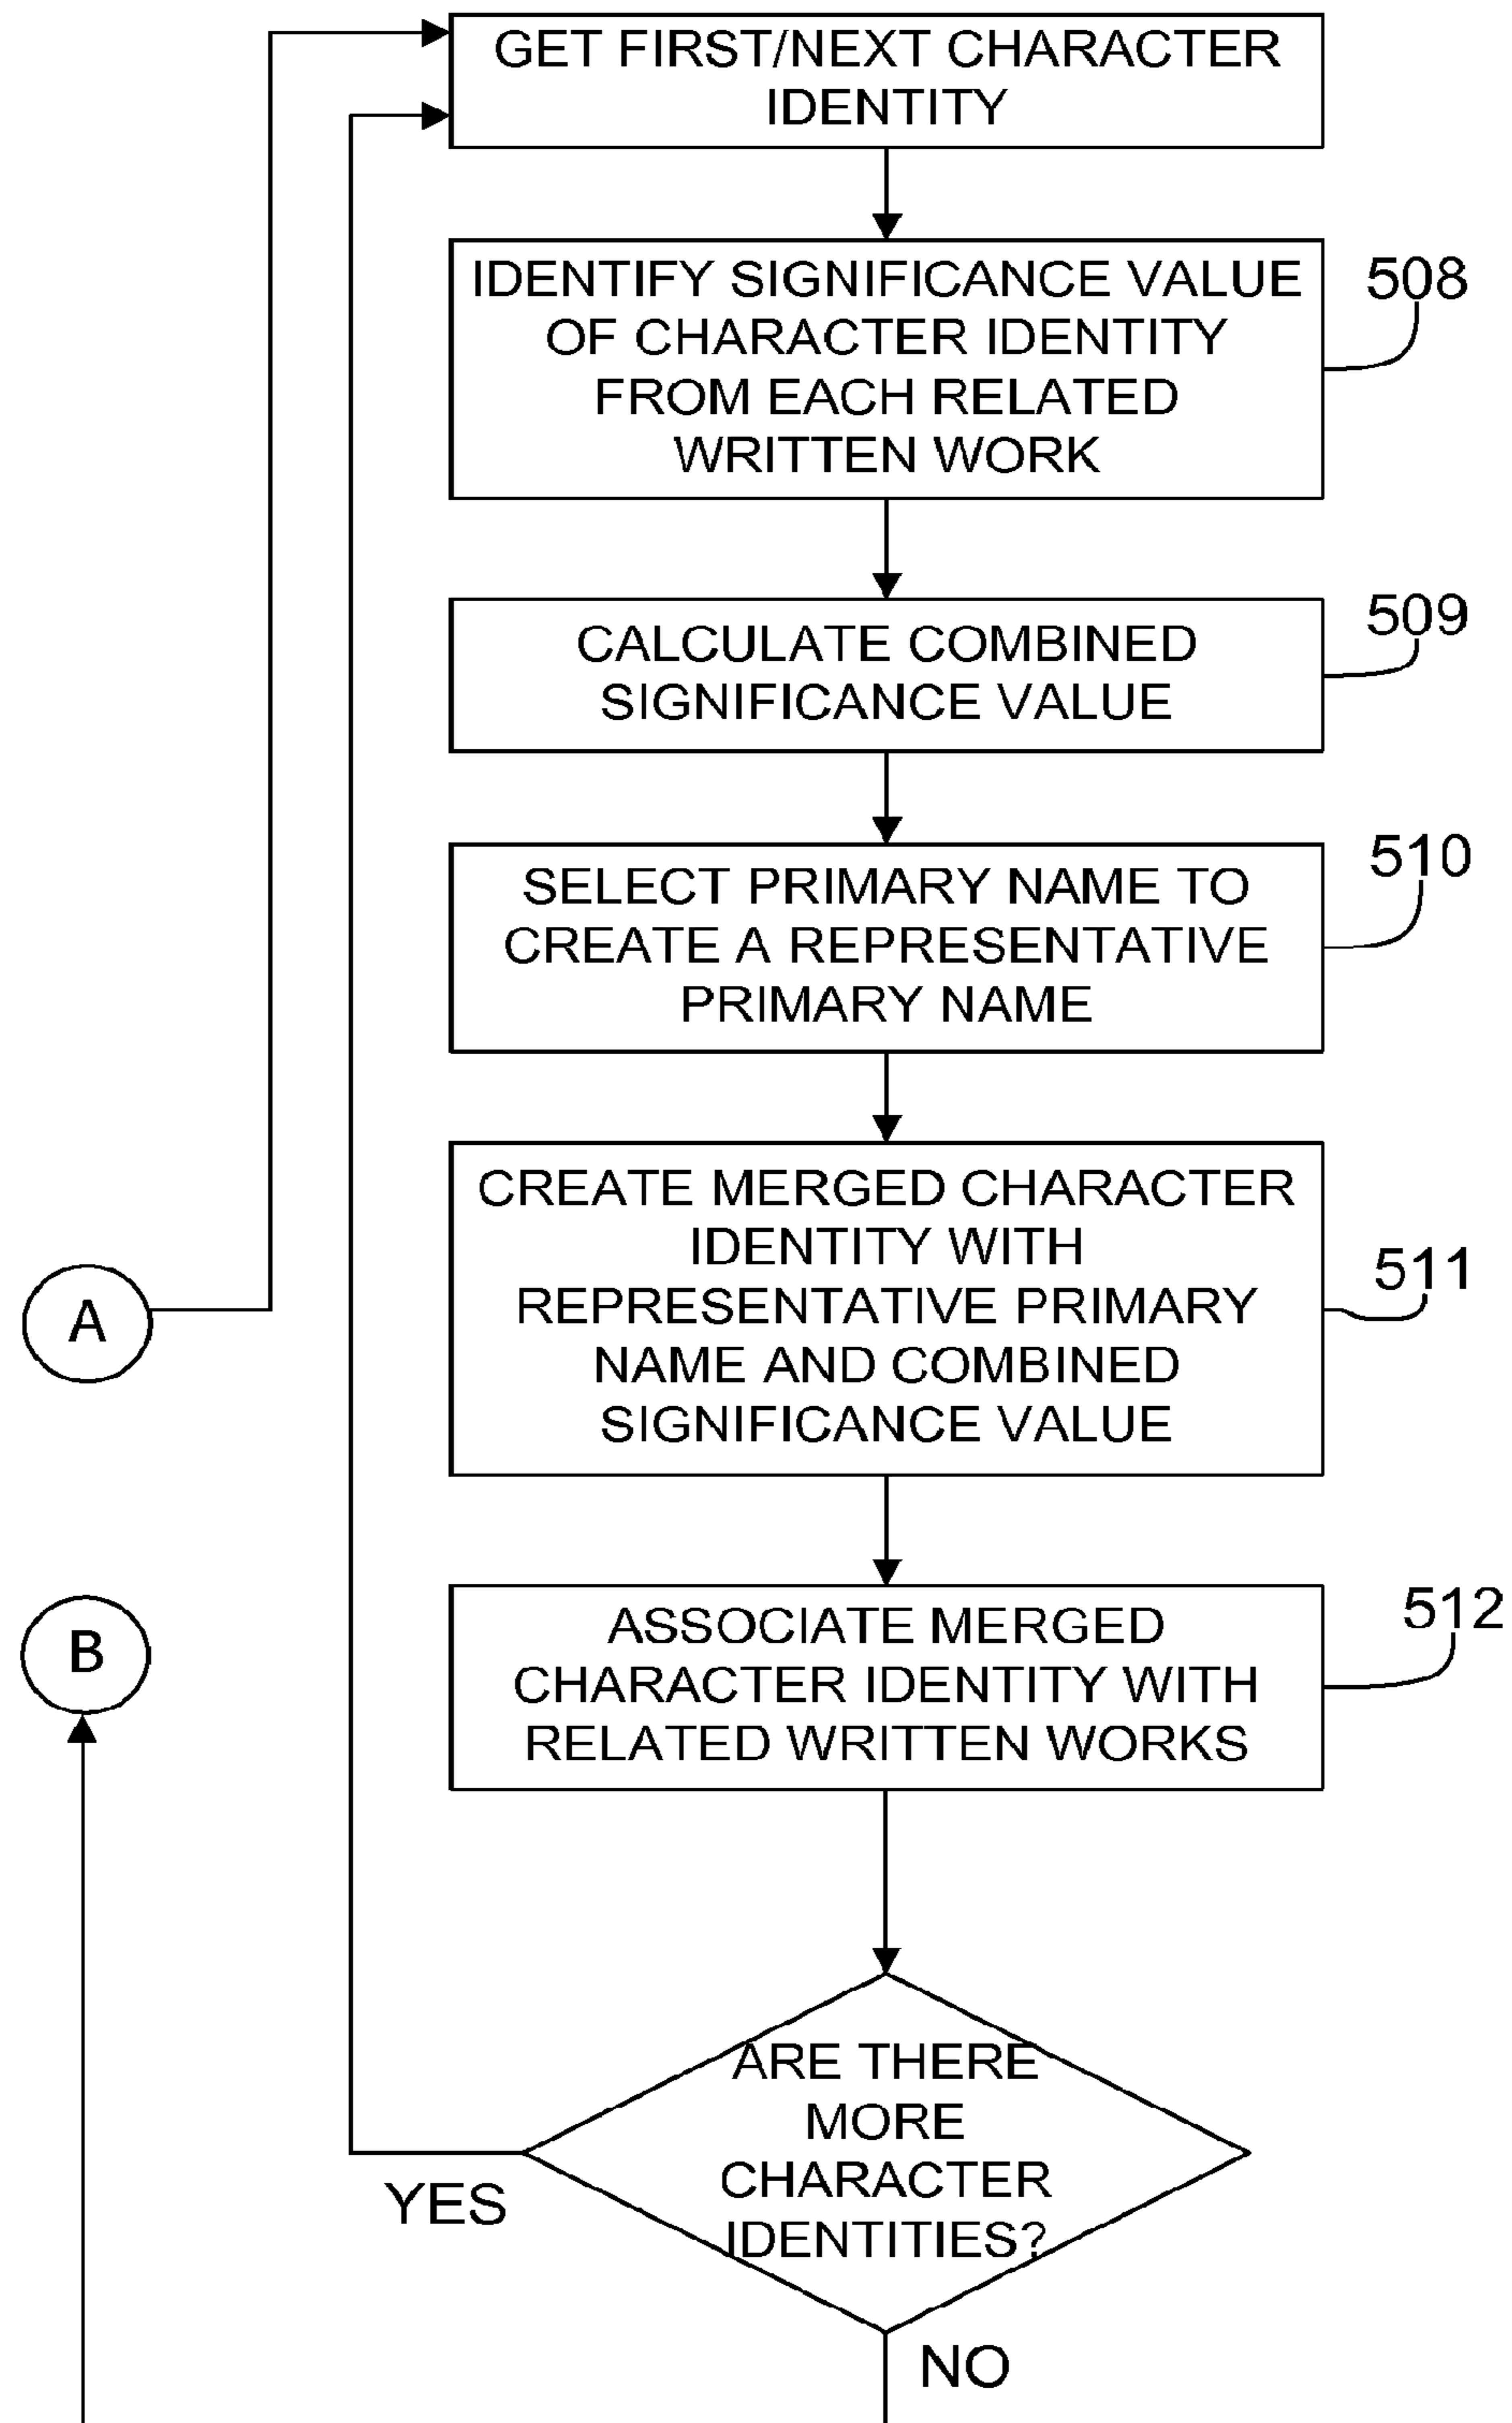 GET FIRST/NEXT CHARACTER
IDENTITY
IDENTIFY SIGNIFICANCE VALUE
OF CHARACTER IDENTITY
FROM EACH RELATED
WRITTEN WORK
508
CALCULATE COMBINED
SIGNIFICANCE VALUE
509
SELECT PRIMARY NAME TO
CREATE A REPRESENTATIVE
PRIMARY NAME
510
CREATE MERGED CHARACTER
IDENTITY WITH
REPRESENTATIVE PRIMARY
NAME AND COMBINED
SIGNIFICANCE VALUE
511
A
ASSOCIATE MERGED
CHARACTER IDENTITY WITH
RELATED WRITTEN WORKS
512
B
ARE THERE
MORE
CHARACTER
IDENTITIES?
YES
NO